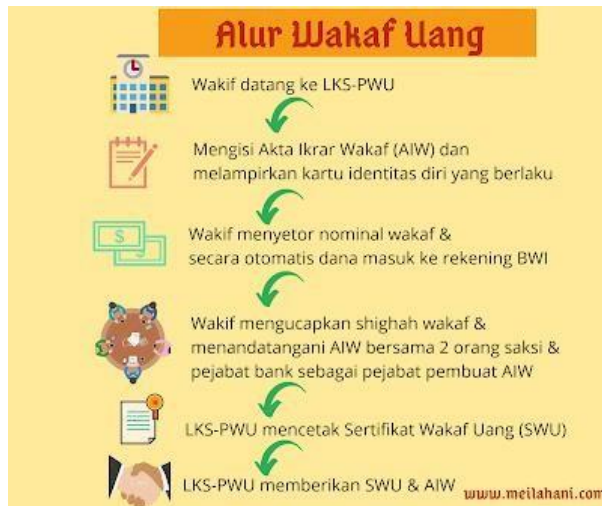 Alur Wakaf Uang
Wakif datang ke LKS-PWU
Mengisi Akta Ikrar Wakaf (AIW) dan
melampirkan kartu identitas diri yang berlaku
Wakif menyetor nominal wakaf &
secara otomatis dana masuk ke rekening BWI
Wakif mengucapkan shighah wakaf &
menandatangani AIW bersama 2 orang saksi &
pejabat bank sebagai pejabat pembuat AIW
LKS-PWU mencetak Sertifikat Wakaf Uang (SWU)
LKS-PWU memberikan SWU & AIW
www.meilahani.com